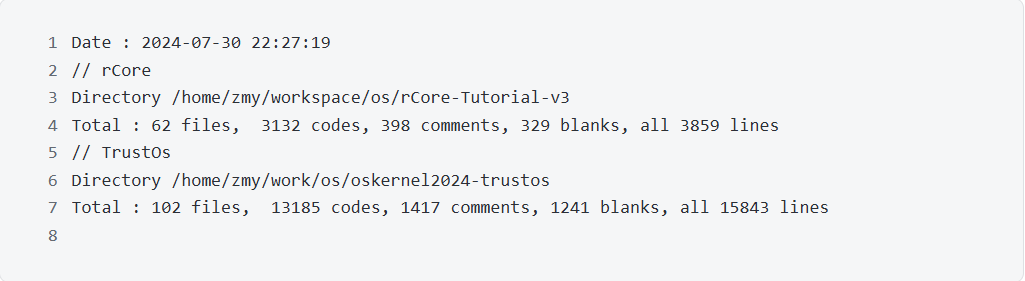 1 Date : 2024-07-30 22:27:19
2 // rCore
3 Directory /home/zmy/workspace/os/rCore-Tutorial-v3
4 Total : 62 files,  3132 codes, 398 comments, 329 blanks, all 3859 lines
5 // TrustOs
6 Directory /home/zmy/work/os/oskernel2024-trustos
7 Total : 102 files,  13185 codes, 1417 comments, 1241 blanks, all 15843 lines
8